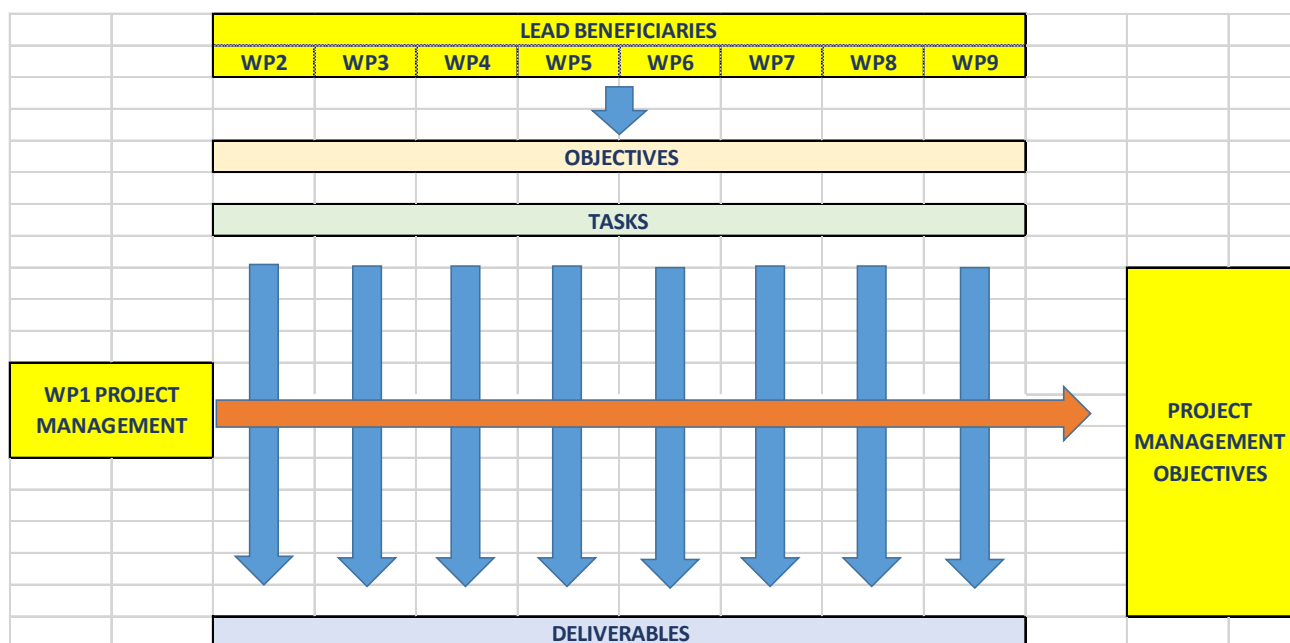 LEAD BENEFICIARIES
WP2 WP3 WP4 WP5 WP6 WP7 WP8 WP9
OBJECTIVES
TASKS
WP1 PROJECT
MANAGEMENT
PROJECT
MANAGEMENT
OBJECTIVES
DELIVERABLES